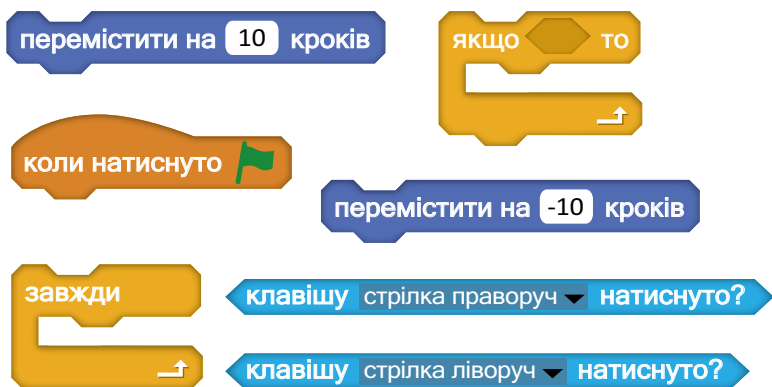 перемістити на 10 кроків
якщо то
коли натиснуто
перемістити на -10 кроків
завжди
клавішу стрілка праворуч натиснуто?
клавішу стрілка ліворуч натиснуто?